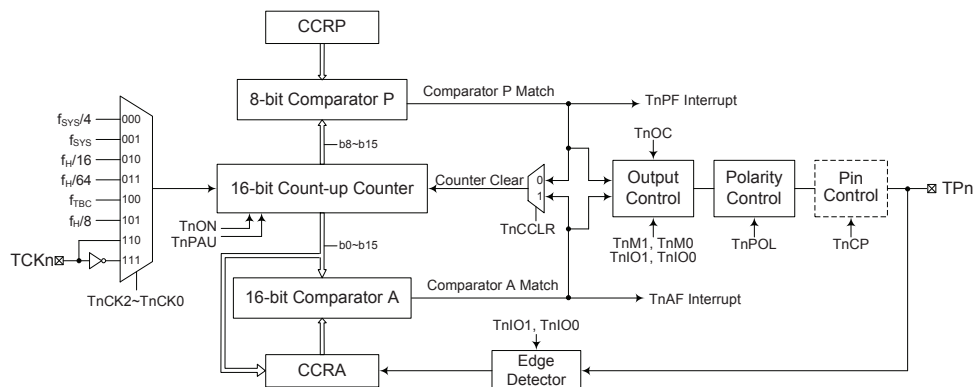 CCRP
8-bit Comparator P
Comparator P Match
TnPF Interrupt
b8~b15
TnOC
fSYS/4 000
fSYS 001
fH/16 010
fH/64 011
fTBC 100
fH/8 101
110
111
TCKn
TnCK2~TnCK0
16-bit Count-up Counter
TnON
TnPAU
Counter Clear
0
1
TnCCLR
Output
Control
TnM1, TnM0
TnIO1, TnIO0
Polarity
Control
TnPOL
Pin
Control
TnCP
TPn
b0~b15
16-bit Comparator A
Comparator A Match
TnAF Interrupt
TnIO1, TnIO0
CCRA
Edge
Detector